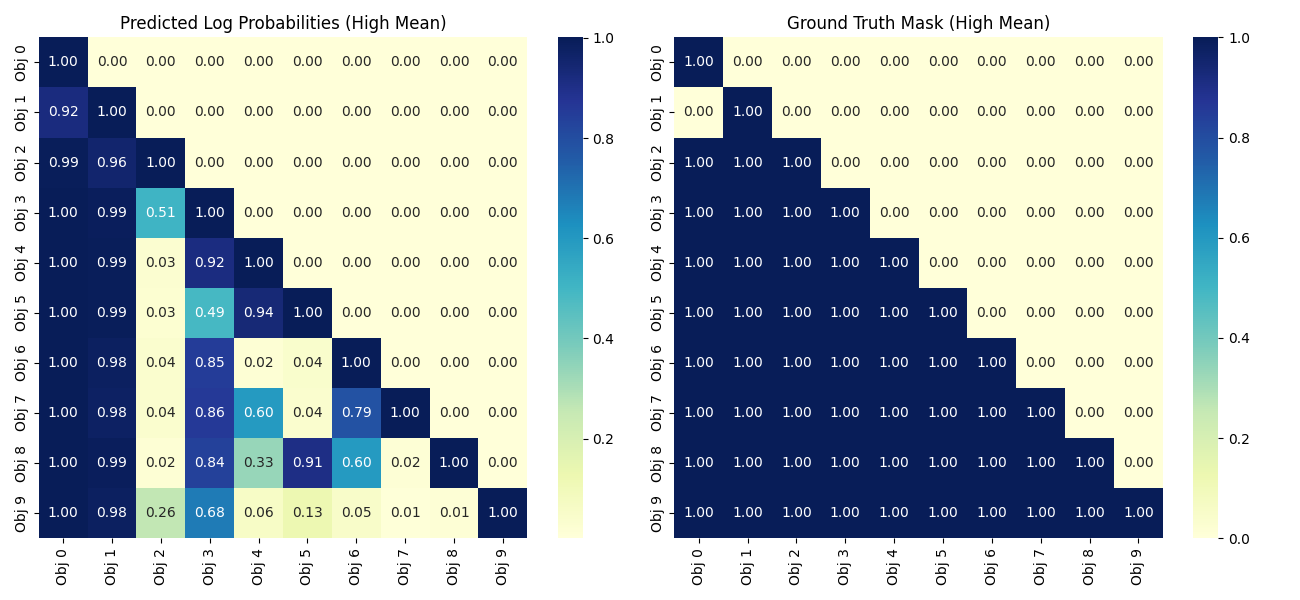 Predicted Log Probabilities (High Mean)
Obj 0 1.00 0.00 0.00 0.00 0.00 0.00 0.00 0.00 0.00 0.00
Obj 1 0.92 1.00 0.00 0.00 0.00 0.00 0.00 0.00 0.00 0.00
Obj 2 0.99 0.96 1.00 0.00 0.00 0.00 0.00 0.00 0.00 0.00
Obj 3 1.00 0.99 0.51 1.00 0.00 0.00 0.00 0.00 0.00 0.00
Obj 4 1.00 0.99 0.03 0.92 1.00 0.00 0.00 0.00 0.00 0.00
Obj 5 1.00 0.99 0.03 0.49 0.94 1.00 0.00 0.00 0.00 0.00
Obj 6 1.00 0.98 0.04 0.85 0.02 0.04 1.00 0.00 0.00 0.00
Obj 7 1.00 0.98 0.04 0.86 0.60 0.04 0.79 1.00 0.00 0.00
Obj 8 1.00 0.99 0.02 0.84 0.33 0.91 0.60 0.02 1.00 0.00
Obj 9 1.00 0.98 0.26 0.68 0.06 0.13 0.05 0.01 0.01 1.00
Obj 0 Obj 1 Obj 2 Obj 3 Obj 4 Obj 5 Obj 6 Obj 7 Obj 8 Obj 9
1.0
0.8
0.6
0.4
0.2
Ground Truth Mask (High Mean)
Obj 0 1.00 0.00 0.00 0.00 0.00 0.00 0.00 0.00 0.00 0.00
Obj 1 0.00 1.00 0.00 0.00 0.00 0.00 0.00 0.00 0.00 0.00
Obj 2 1.00 1.00 1.00 0.00 0.00 0.00 0.00 0.00 0.00 0.00
Obj 3 1.00 1.00 1.00 1.00 0.00 0.00 0.00 0.00 0.00 0.00
Obj 4 1.00 1.00 1.00 1.00 1.00 0.00 0.00 0.00 0.00 0.00
Obj 5 1.00 1.00 1.00 1.00 1.00 1.00 0.00 0.00 0.00 0.00
Obj 6 1.00 1.00 1.00 1.00 1.00 1.00 1.00 0.00 0.00 0.00
Obj 7 1.00 1.00 1.00 1.00 1.00 1.00 1.00 1.00 0.00 0.00
Obj 8 1.00 1.00 1.00 1.00 1.00 1.00 1.00 1.00 1.00 0.00
Obj 9 1.00 1.00 1.00 1.00 1.00 1.00 1.00 1.00 1.00 1.00
Obj 0 Obj 1 Obj 2 Obj 3 Obj 4 Obj 5 Obj 6 Obj 7 Obj 8 Obj 9
1.0
0.8
0.6
0.4
0.2
0.0